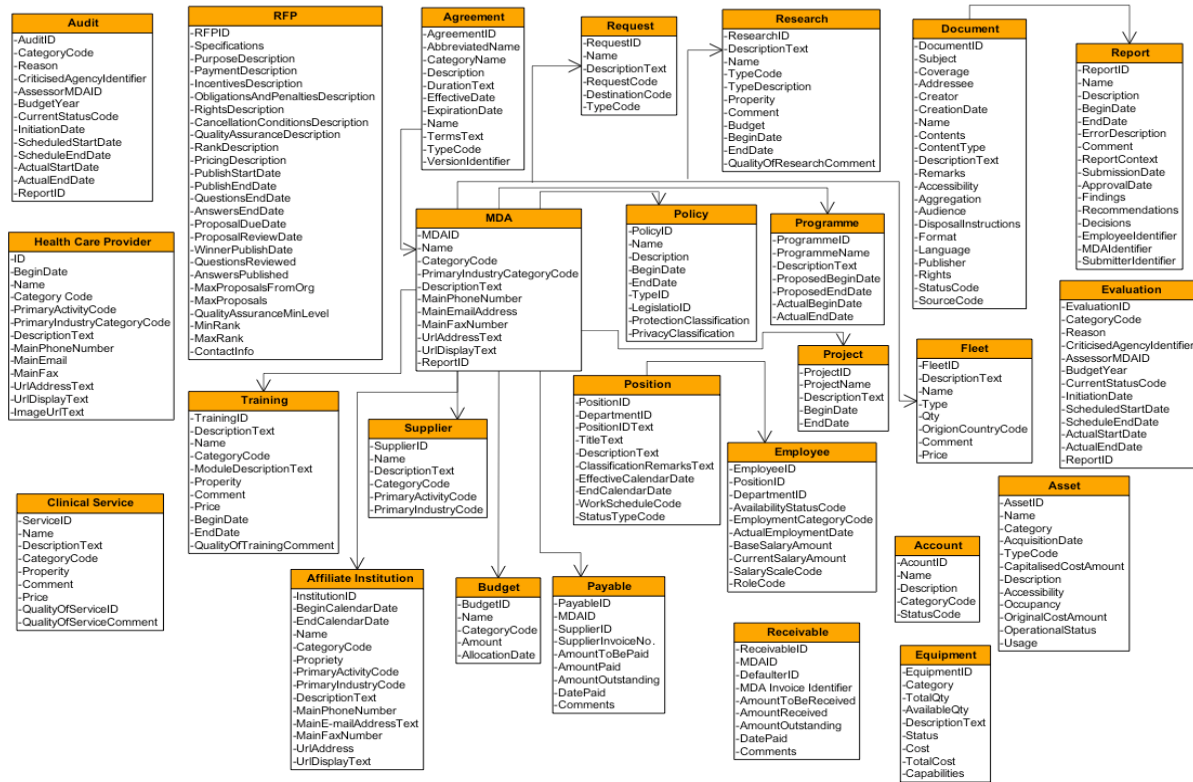 Audit
-AuditID
-CategoryCode
-Reason
-CriticisedAgencyIdentifier
-AssessorMDAID
-BudgetYear
-CurrentStatusCode
-InitiationDate
-ScheduledStartDate
-ScheduleEndDate
-ActualStartDate
-ActualEndDate
-ReportID
RFP
-RFPID
-Specifications
-PurposeDescription
-PaymentDescription
-IncentivesDescription
-ObligationsAndPenaltiesDescription
-RightsDescription
-CancellationConditionsDescription
-QualityAssuranceDescription
-RankDescription
-PricingDescription
-PublishStartDate
-PublishEndDate
-QuestionsEndDate
-AnswersEndDate
-ProposalDueDate
-ProposalReviewDate
-WinnerPublishDate
-QuestionsReviewed
-AnswersPublished
-MaxProposalsFromOrg
-MaxProposals
-QualityAssuranceMinLevel
-MinRank
-MaxRank
-ContactInfo
Agreement
-AgreementID
-AbbreviatedName
-CategoryName
-Description
-DurationText
-EffectiveDate
-ExpirationDate
-Name
-TermsText
-TypeCode
-VersionIdentifier
Request
-RequestID
-Name
-DescriptionText
-RequestCode
-DestinationCode
-TypeCode
Research
-ResearchID
-DescriptionText
-Name
-TypeCode
-TypeDescription
-Property
-Comment
-Budget
-BeginDate
-EndDate
-QualityOfResearchComment
Document
-DocumentID
-Subject
-Coverage
-Addressee
-Creator
-CreationDate
-Name
-Contents
-ContentType
-DescriptionText
-Remarks
-Accessibility
-Aggregation
-Audience
-DisposalInstructions
-Format
-Language
-Publisher
-Rights
-StatusCode
-SourceCode
Report
-ReportID
-Name
-Description
-BeginDate
-EndDate
-ErrorDescription
-Comment
-ReportContext
-SubmissionDate
-ApprovalDate
-Findings
-Recommendations
-Decisions
-EmployeeIdentifier
-MDAIdentifier
-SubmitterIdentifier
Health Care Provider
-ID
-BeginDate
-Name
-Category Code
-PrimaryActivityCode
-PrimaryIndustryCategoryCode
-DescriptionText
-MainPhoneNumber
-MainEmail
-MainFax
-UrlAddressText
-UrlDisplayText
-ImageUrlText
MDA
-MDAID
-Name
-CategoryCode
-PrimaryIndustryCategoryCode
-DescriptionText
-MainPhoneNumber
-MainEmailAddress
-MainFaxNumber
-UrlAddressText
-UrlDisplayText
-ReportID
Policy
-PolicyID
-Name
-Description
-BeginDate
-EndDate
-TypeID
-LegislatioID
-ProtectionClassification
-PrivacyClassification
Programme
-ProgrammeID
-ProgrammeName
-DescriptionText
-ProposedBeginDate
-ProposedEndDate
-ActualBeginDate
-ActualEndDate
Evaluation
-EvaluationID
-CategoryCode
-Reason
-CriticisedAgencyIdentifier
-AssessorMDAID
-BudgetYear
-CurrentStatusCode
-InitiationDate
-ScheduledStartDate
-ScheduleEndDate
-ActualStartDate
-ActualEndDate
-ReportID
Project
-ProjectID
-ProjectName
-DescriptionText
-BeginDate
-EndDate
Fleet
-FleetID
-DescriptionText
-Name
-Type
-Qty
-OrigionCountryCode
-Comment
-Price
Training
-TrainingID
-DescriptionText
-Name
-CategoryCode
-ModuleDescriptionText
-Properity
-Comment
-Price
-BeginDate
-EndDate
-QualityOfTrainingComment
Supplier
-SupplierID
-Name
-DescriptionText
-CategoryCode
-PrimaryActivityCode
-PrimaryIndustryCode
Position
-PositionID
-DepartmentID
-PositionIDText
-TitleText
-DescriptionText
-ClassificationRemarksText
-EffectiveCalendarDate
-EndCalendarDate
-WorkScheduleCode
-StatusTypeCode
Employee
-EmployeeID
-PositionID
-DepartmentID
-AvailabilityStatusCode
-EmploymentCategoryCode
-ActualEmploymentDate
-BaseSalaryAmount
-CurrentSalaryAmount
-SalaryScaleCode
-RoleCode
Asset
-AssetID
-Name
-Category
-AcquisitionDate
-TypeCode
-CapitalisedCostAmount
-Description
-Accessibility
-Occupancy
-OriginalCostAmount
-OperationalStatus
-Usage
Clinical Service
-ServiceID
-Name
-DescriptionText
-CategoryCode
-Properity
-Comment
-Price
-QualityOfServiceID
-QualityOfServiceComment
Account
-AcountID
-Name
-Description
-CategoryCode
-StatusCode
Affiliate Institution
-InstitutionID
-BeginCalendarDate
-EndCalendarDate
-Name
-CategoryCode
-Propriety
-PrimaryActivityCode
-PrimaryIndustryCode
-DescriptionText
-MainPhoneNumber
-MainE-mailAddressText
-MainFaxNumber
-UrlAddress
-UrlDisplayText
Budget
-BudgetID
-Name
-CategoryCode
-Amount
-AllocationDate
Payable
-PayableID
-MDAID
-SupplierID
-SupplierInvoiceNo.
-AmountToBePaid
-AmountPaid
-AmountOutstanding
-DatePaid
-Comments
Receivable
-ReceivableID
-MDAID
-DefaulterID
-MDA Invoice Identifier
-AmountToBeReceived
-AmountReceived
-AmountOutstanding
-DatePaid
-Comments
Equipment
-EquipmentID
-Category
-TotalQty
-AvailableQty
-DescriptionText
-Status
-Cost
-TotalCost
-Capabilities